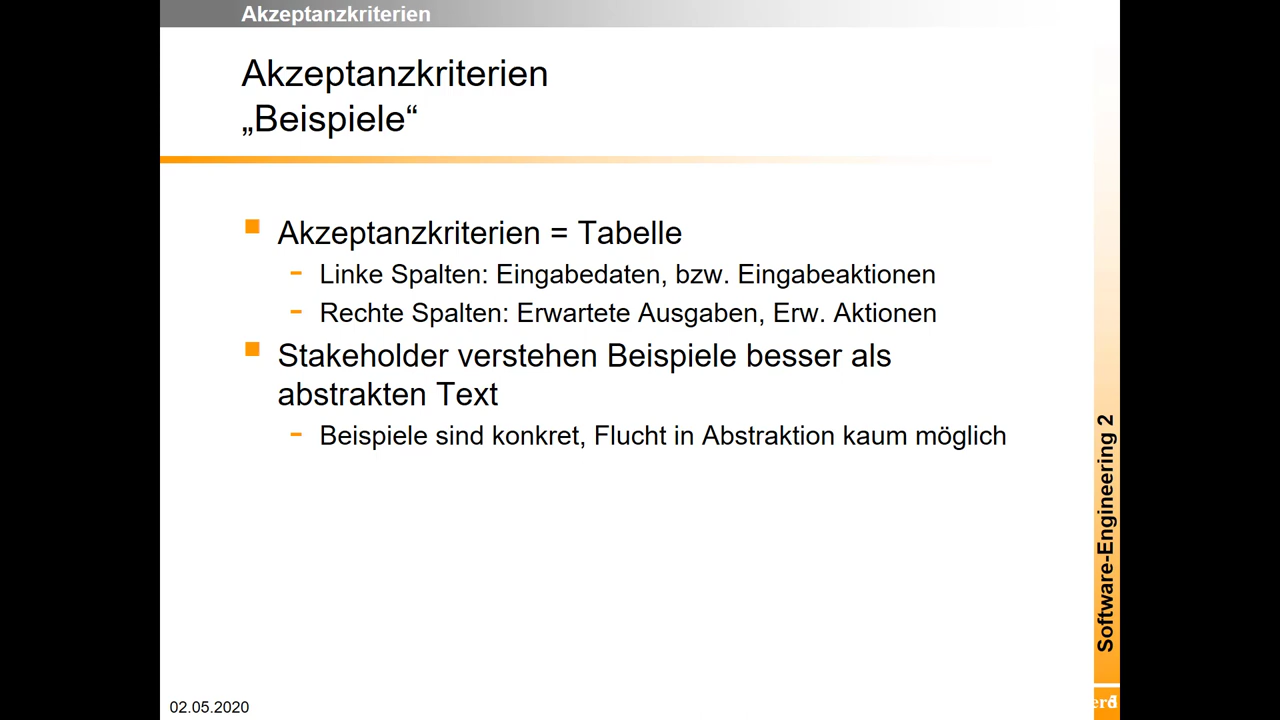 Akzeptanzkriterien
Akzeptanzkriterien
„Beispiele“
Akzeptanzkriterien = Tabelle
- Linke Spalten: Eingabedaten, bzw. Eingabeaktionen
- Rechte Spalten: Erwartete Ausgaben, Erw. Aktionen
Stakeholder verstehen Beispiele besser als
abstrakten Text
- Beispiele sind konkret, Flucht in Abstraktion kaum möglich
Software-Engineering 2
02.05.2020